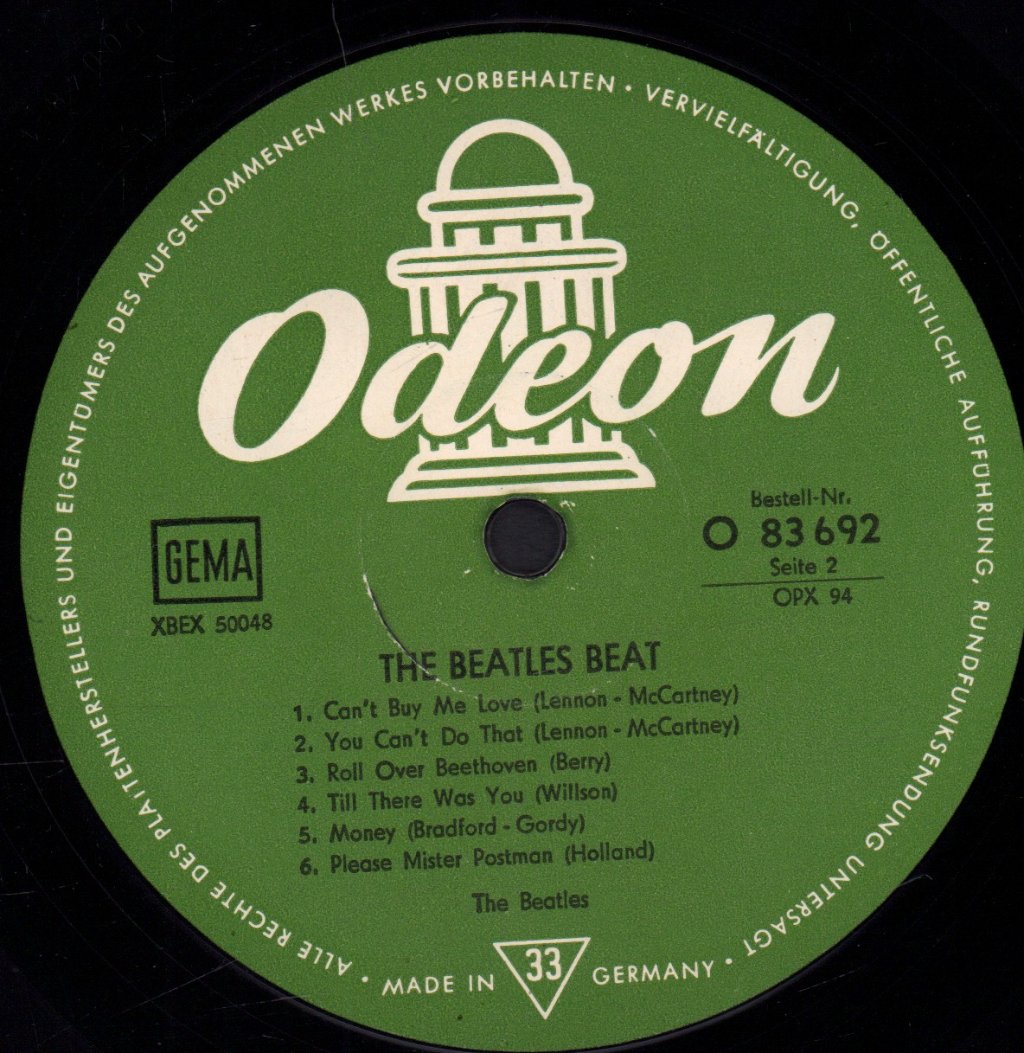 ALLE RECHTE DES PLATTENHERSTELLERS UND EIGENTÜMERS DES AUFGENOMMENEN WERKES VORBEHALTEN • VERVIELFÄLTIGUNG, ÖFFENTLICHE AUFFÜHRUNG, RUNDFUNKSENDUNG UNTERSAGT •
Odeon
GEMA
XBEX 50048
Bestell-Nr.
O 83 692
Seite 2
OPX 94
THE BEATLES BEAT
1. Can't Buy Me Love (Lennon - McCartney)
2. You Can't Do That (Lennon - McCartney)
3. Roll Over Beethoven (Berry)
4. Till There Was You (Willson)
5. Money (Bradford - Gordy)
6. Please Mister Postman (Holland)
The Beatles
MADE IN 33 GERMANY •